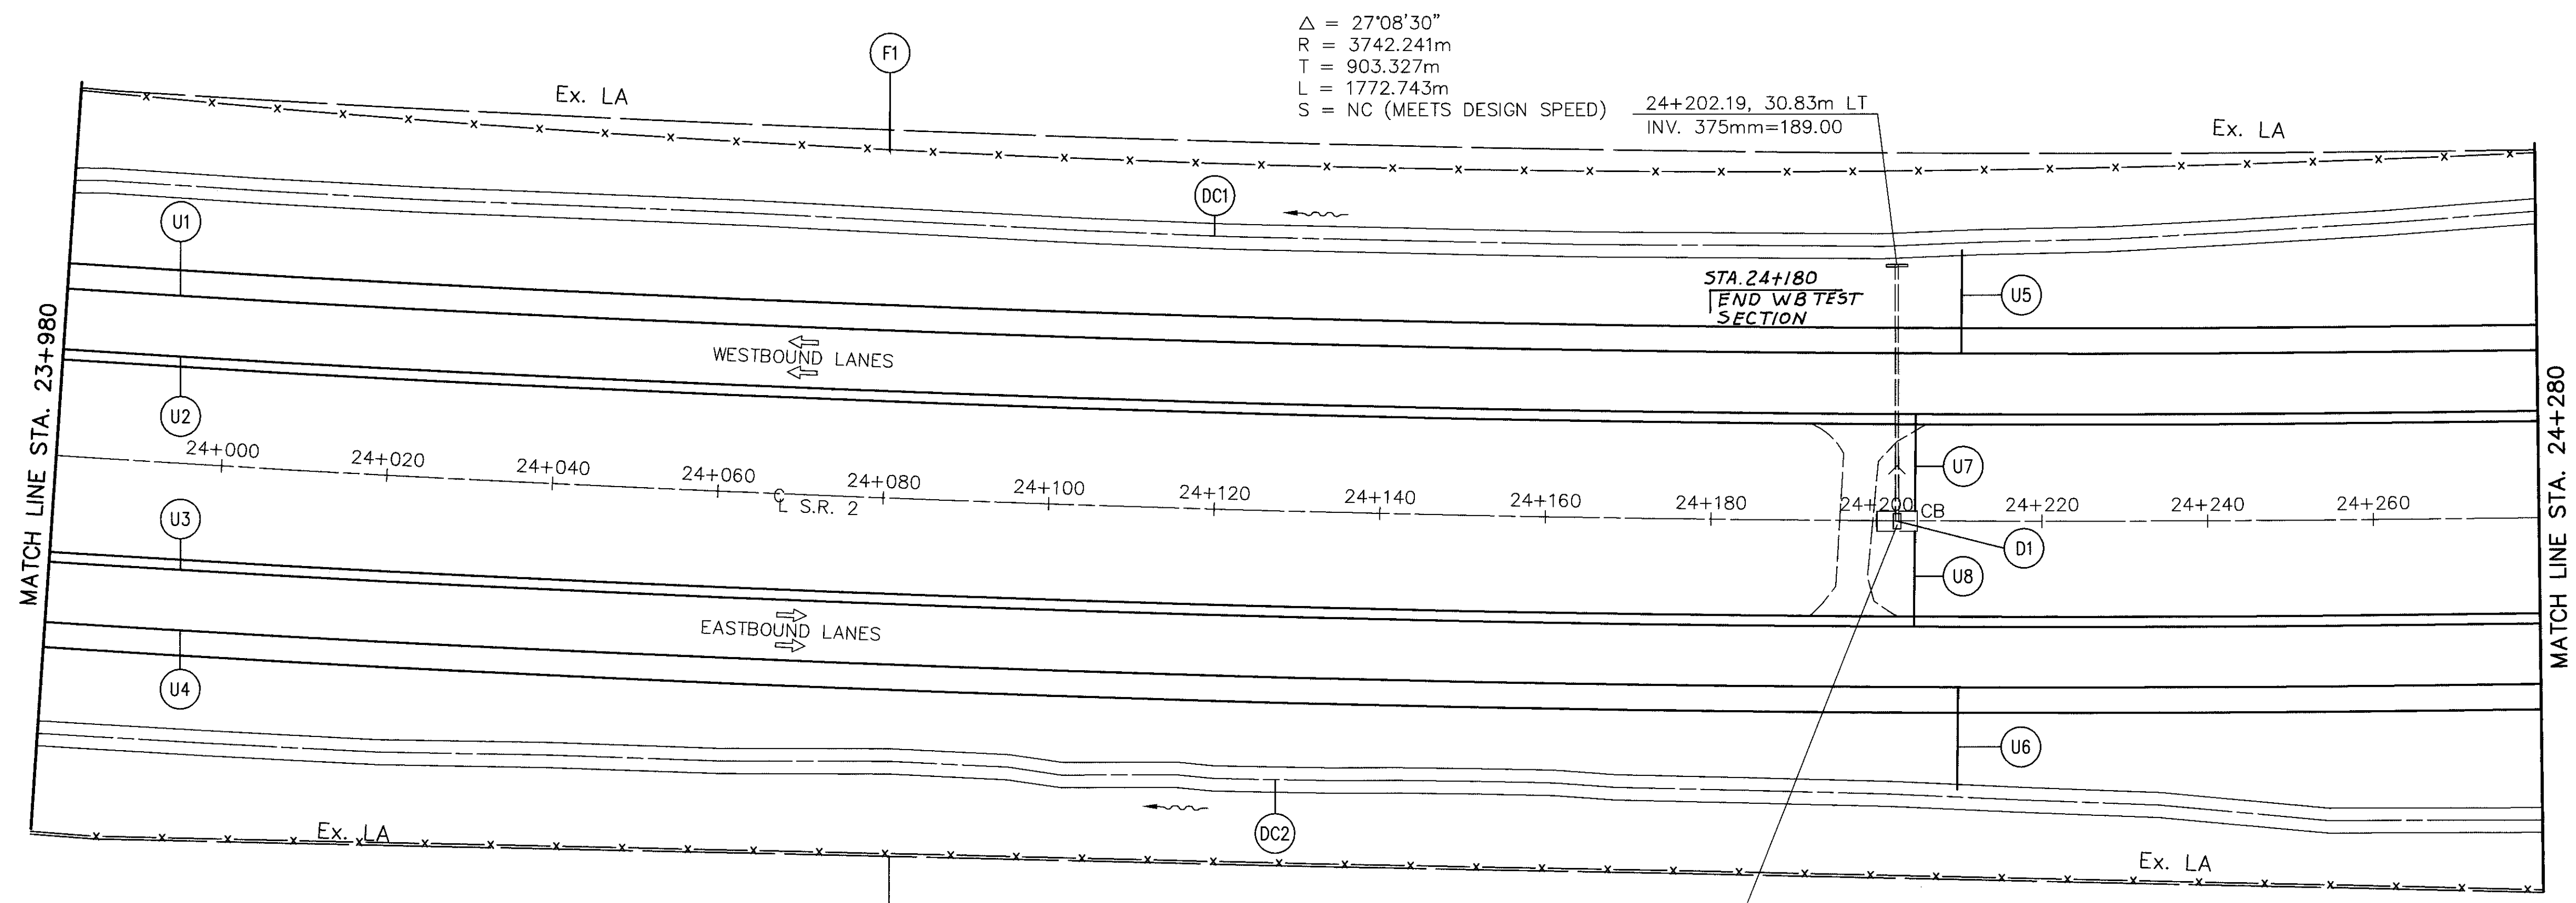 Δ = 27°08'30"
R = 3742.241m
T = 903.327m
L = 1772.743m
S = NC (MEETS DESIGN SPEED)
24+202.19, 30.83m LT
INV. 375mm=189.00
F1
Ex. LA
Ex. LA
DC1
U1
STA. 24+180
END WB TEST
SECTION
U5
WESTBOUND LANES
U2
MATCH LINE STA. 23+980
MATCH LINE STA. 24+280
24+000
24+020
24+040
24+060
24+080
24+100
24+120
24+140
24+160
24+180
24+200
24+220
24+240
24+260
℄ S.R. 2
CB
U7
D1
U8
U3
EASTBOUND LANES
U4
U6
DC2
Ex. LA
Ex. LA